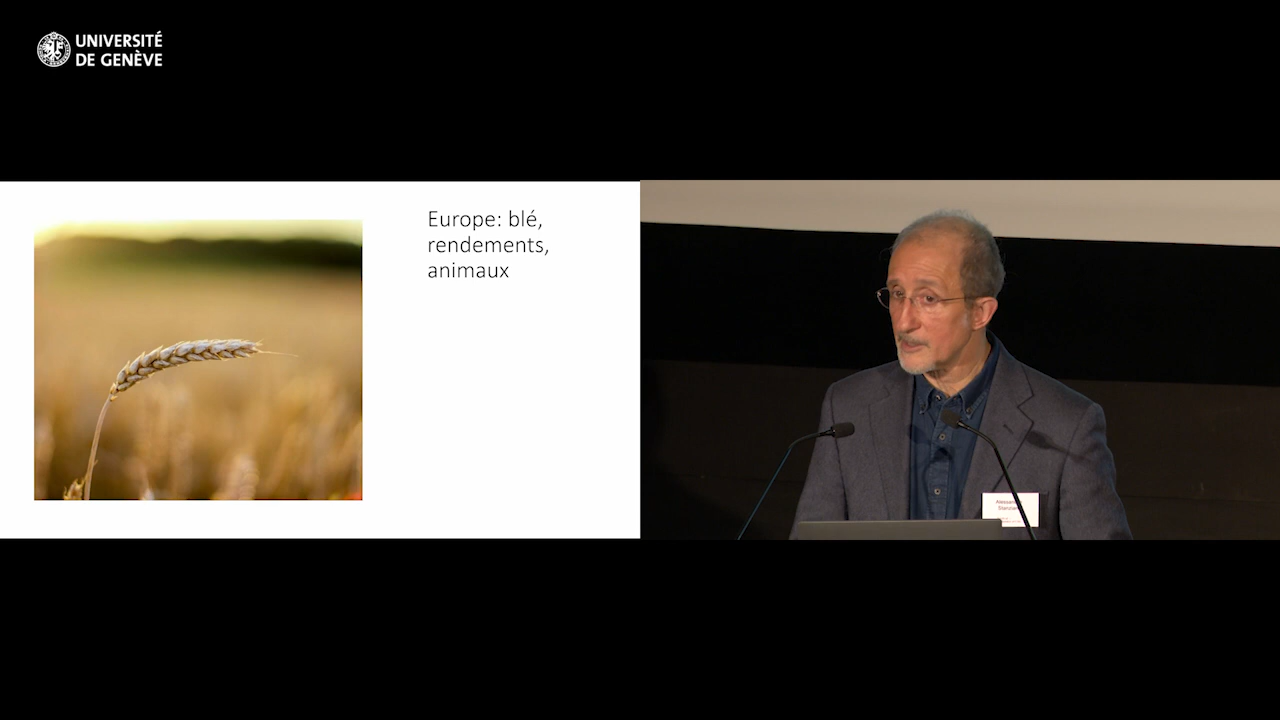 UNIVERSITÉ
DE GENÈVE
Europe: blé,
rendements,
animaux